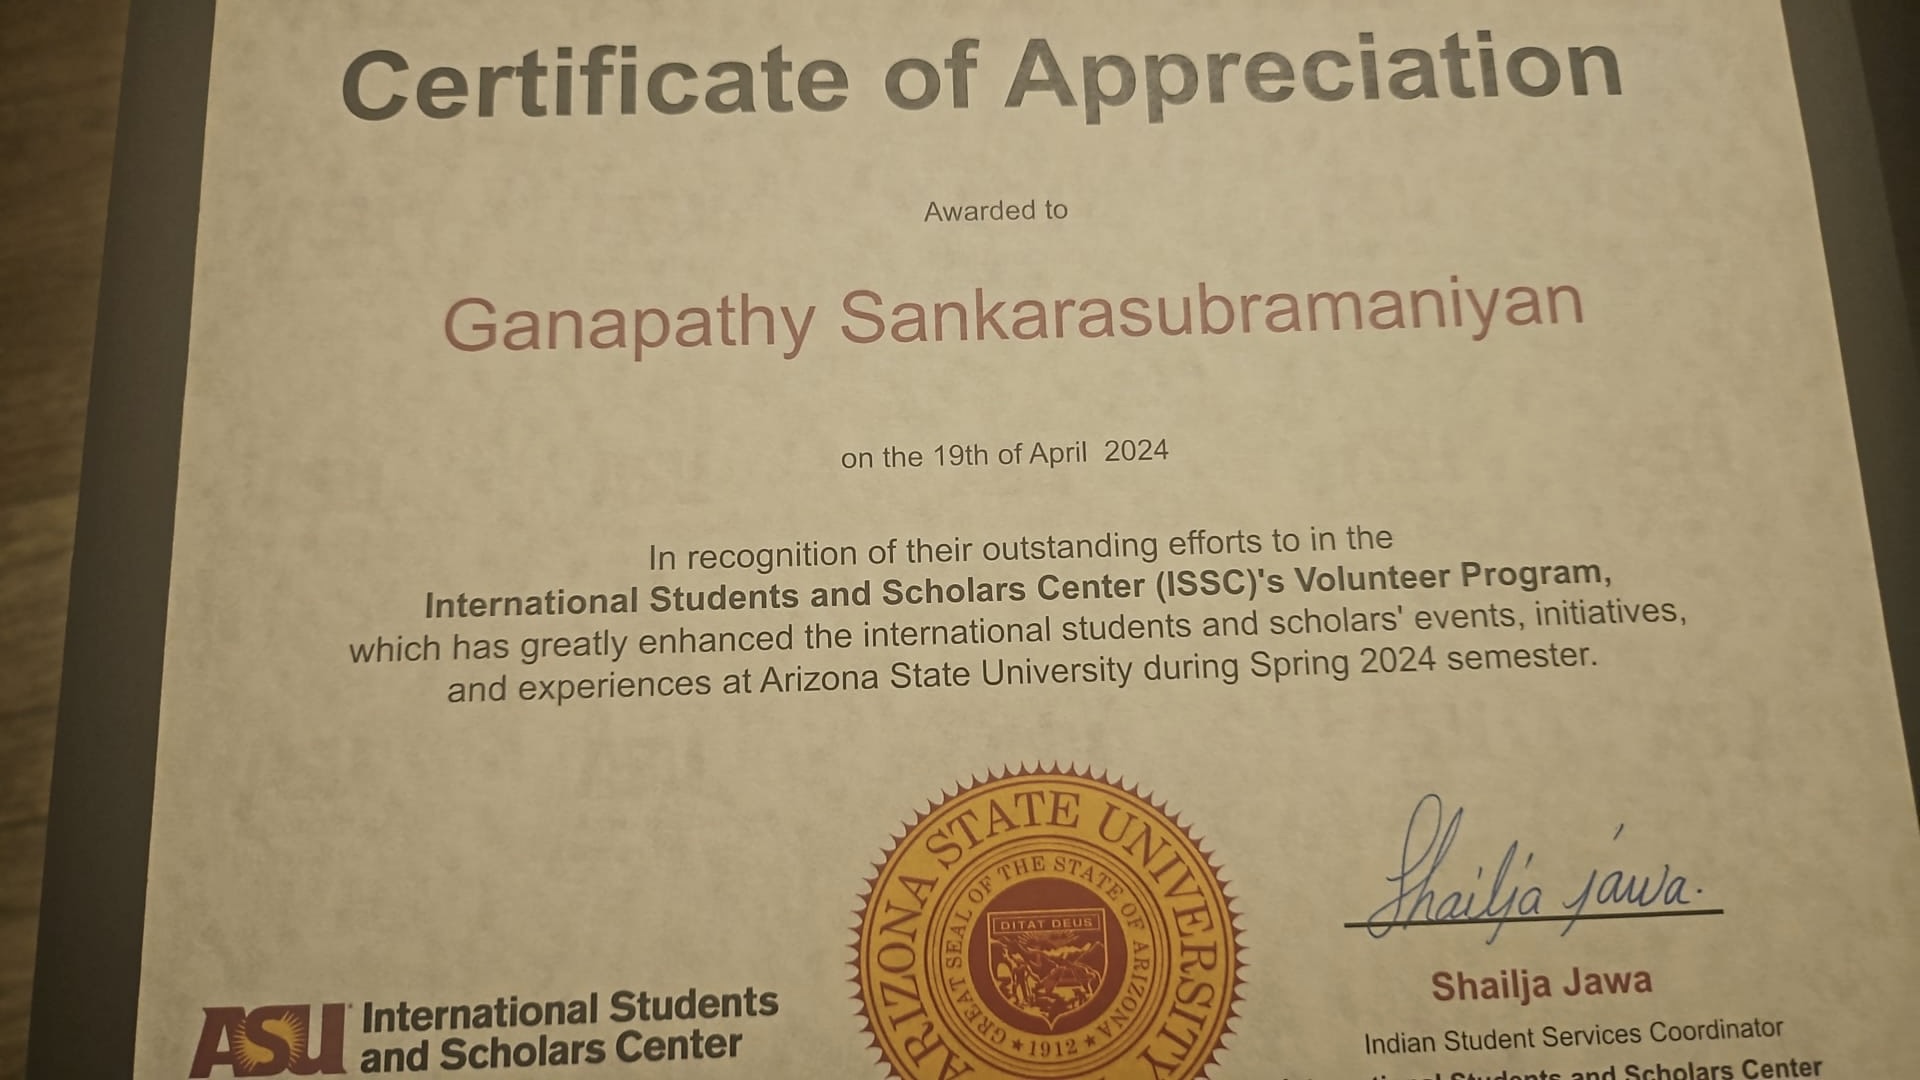 Certificate of Appreciation
Awarded to
Ganapathy Sankarasubramaniyan
on the 19th of April 2024
In recognition of their outstanding efforts to in the
International Students and Scholars Center (ISSC)'s Volunteer Program,
which has greatly enhanced the international students and scholars' events, initiatives,
and experiences at Arizona State University during Spring 2024 semester.
ARIZONA STATE UNIVERSITY
GREAT SEAL OF THE STATE OF ARIZONA
DITAT DEUS
★ 1912 ★
ASU International Students
and Scholars Center
Shailja jawa.
Shailja Jawa
Indian Student Services Coordinator
Students and Scholars Center